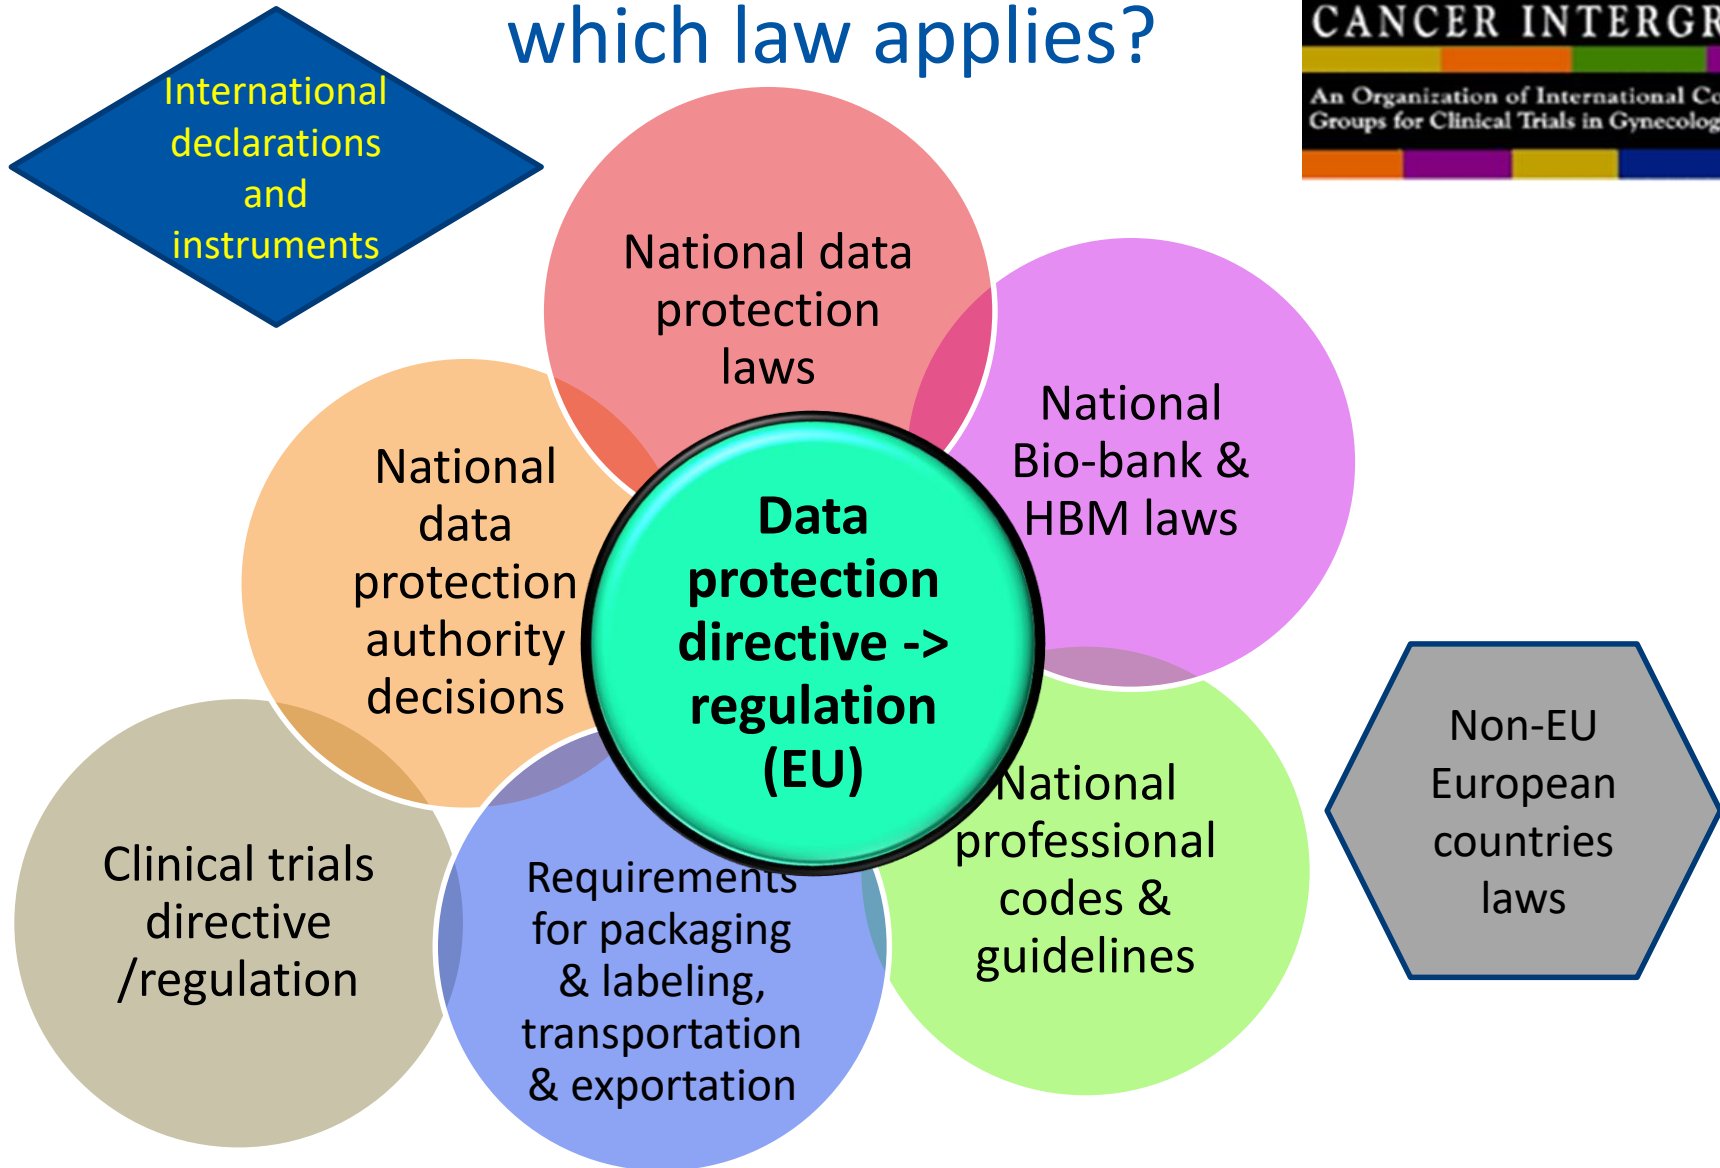 which law applies?
CANCER INTERGR
An Organization of International Co
Groups for Clinical Trials in Gynecolog
International
declarations
and
instruments
National data
protection
laws
National
Bio-bank &
HBM laws
National
data
protection
authority
decisions
Data
protection
directive ->
regulation
(EU)
Non-EU
European
countries
laws
National
professional
codes &
guidelines
Clinical trials
directive
/regulation
Requirements
for packaging
& labeling,
transportation
& exportation